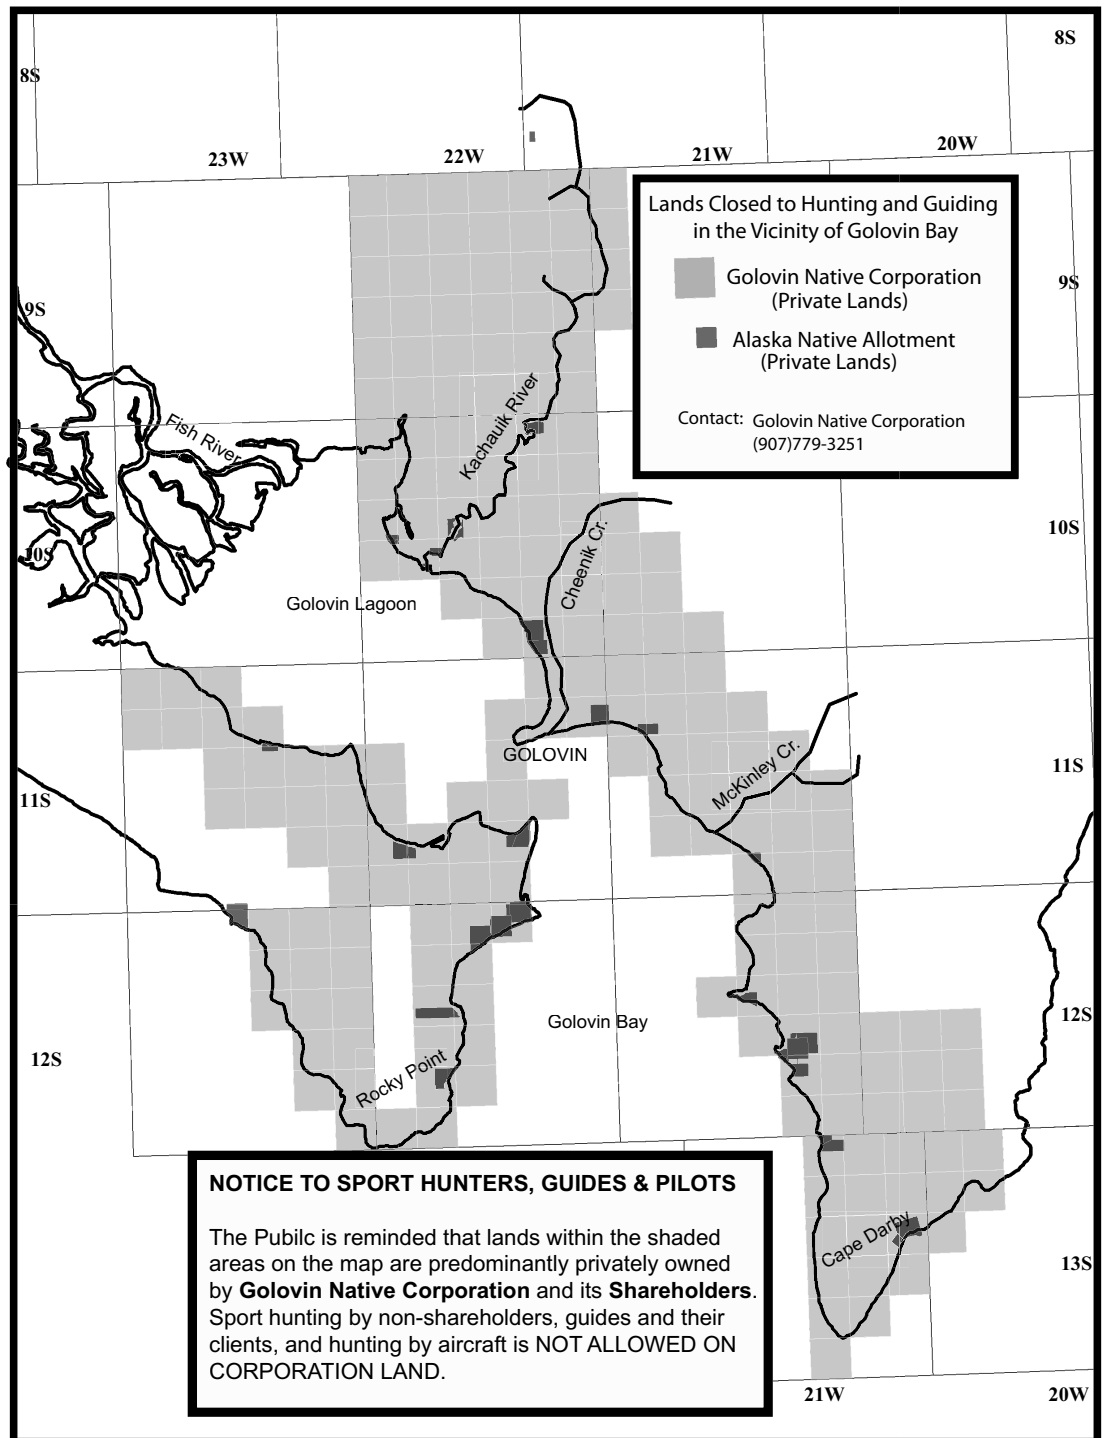 8S
8S
23W
22W
21W
20W
Lands Closed to Hunting and Guiding
in the Vicinity of Golovin Bay
Golovin Native Corporation
(Private Lands)
Alaska Native Allotment
(Private Lands)
Contact: Golovin Native Corporation
(907)779-3251
9S
9S
Fish River
Kachauik River
10S
10S
Cheenik Cr.
Golovin Lagoon
GOLOVIN
McKinley Cr.
11S
11S
Golovin Bay
12S
12S
Rocky Point
NOTICE TO SPORT HUNTERS, GUIDES & PILOTS
The Pubilc is reminded that lands within the shaded
areas on the map are predominantly privately owned
by Golovin Native Corporation and its Shareholders.
Sport hunting by non-shareholders, guides and their
clients, and hunting by aircraft is NOT ALLOWED ON
CORPORATION LAND.
Cape Darby
13S
21W
20W